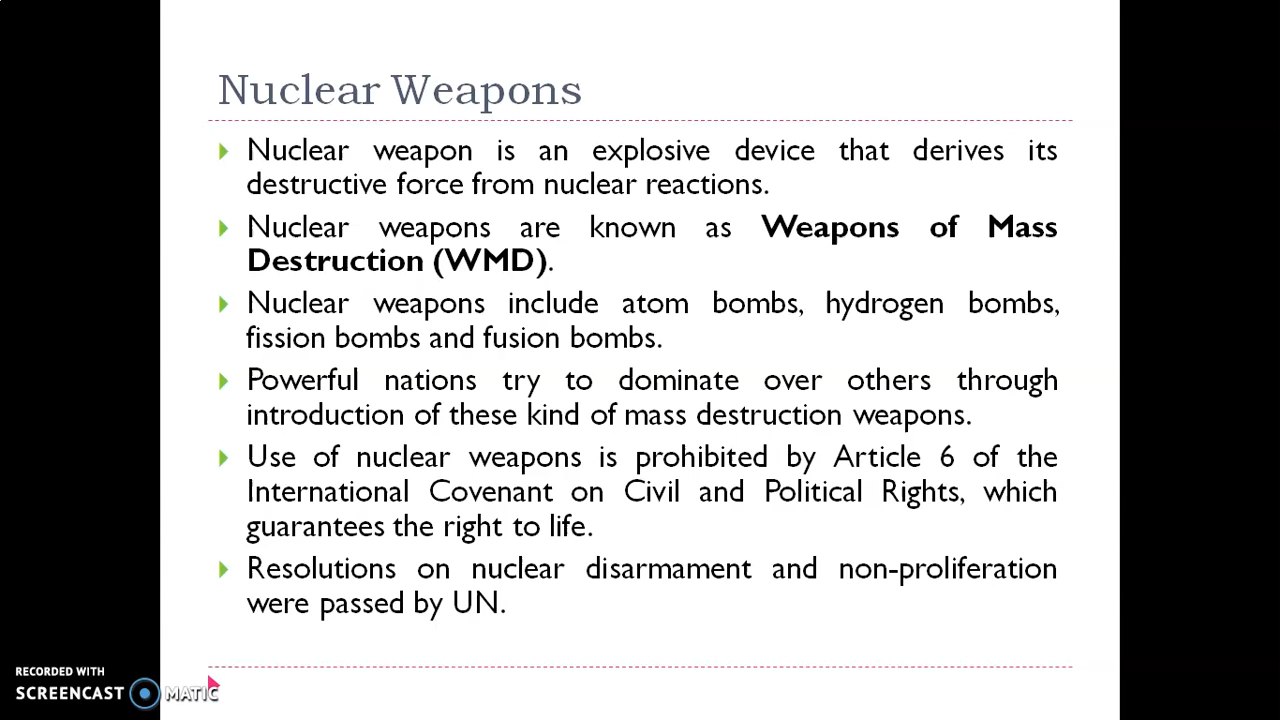 Nuclear Weapons
Nuclear weapon is an explosive device that derives its
destructive force from nuclear reactions.
Nuclear weapons are known as Weapons of Mass
Destruction (WMD).
Nuclear weapons include atom bombs, hydrogen bombs,
fission bombs and fusion bombs.
Powerful nations try to dominate over others through
introduction of these kind of mass destruction weapons.
Use of nuclear weapons is prohibited by Article 6 of the
International Covenant on Civil and Political Rights, which
guarantees the right to life.
Resolutions on nuclear disarmament and non-proliferation
were passed by UN.
RECORDED WITH
SCREENCAST MATIC